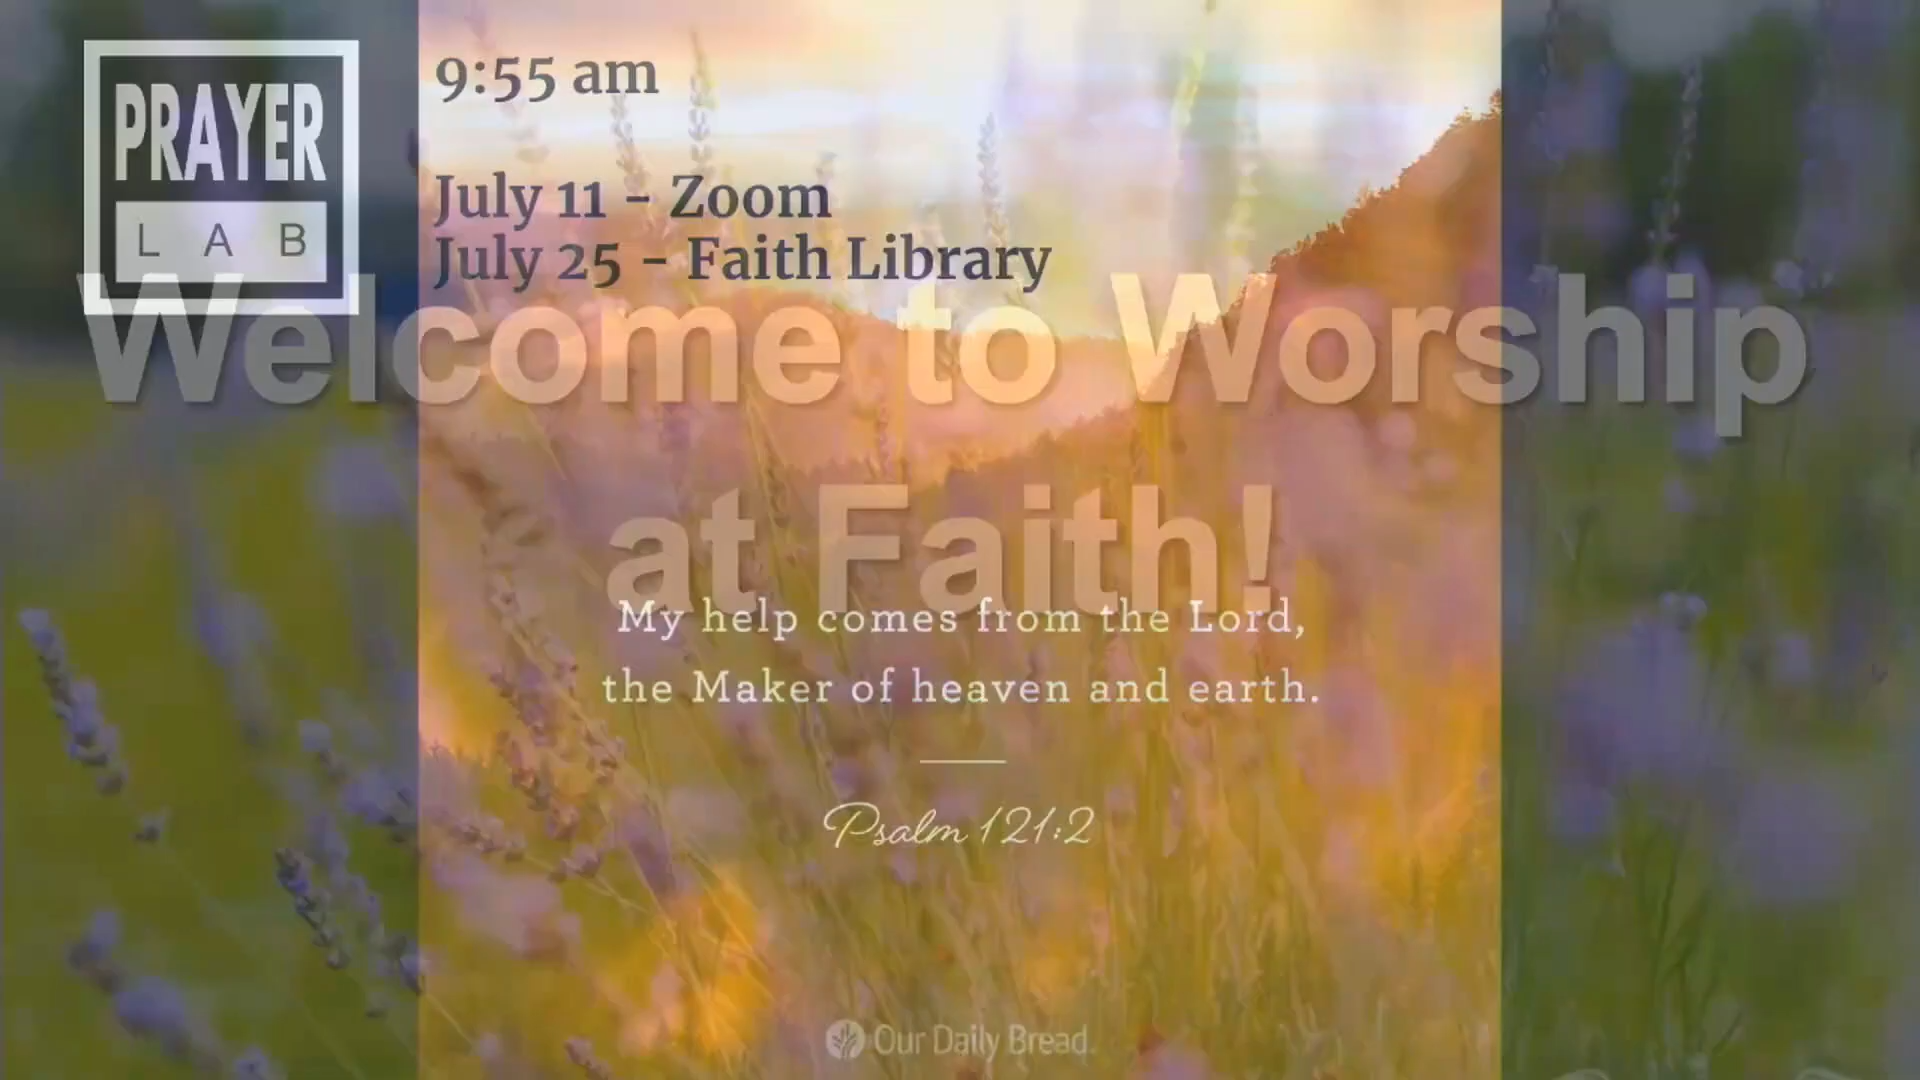 PRAYER
LAB
9:55 am
July 11 - Zoom
July 25 - Faith Library
Welcome to Worship
at Faith!
My help comes from the Lord,
the Maker of heaven and earth.
Psalm 121:2
Our Daily Bread.